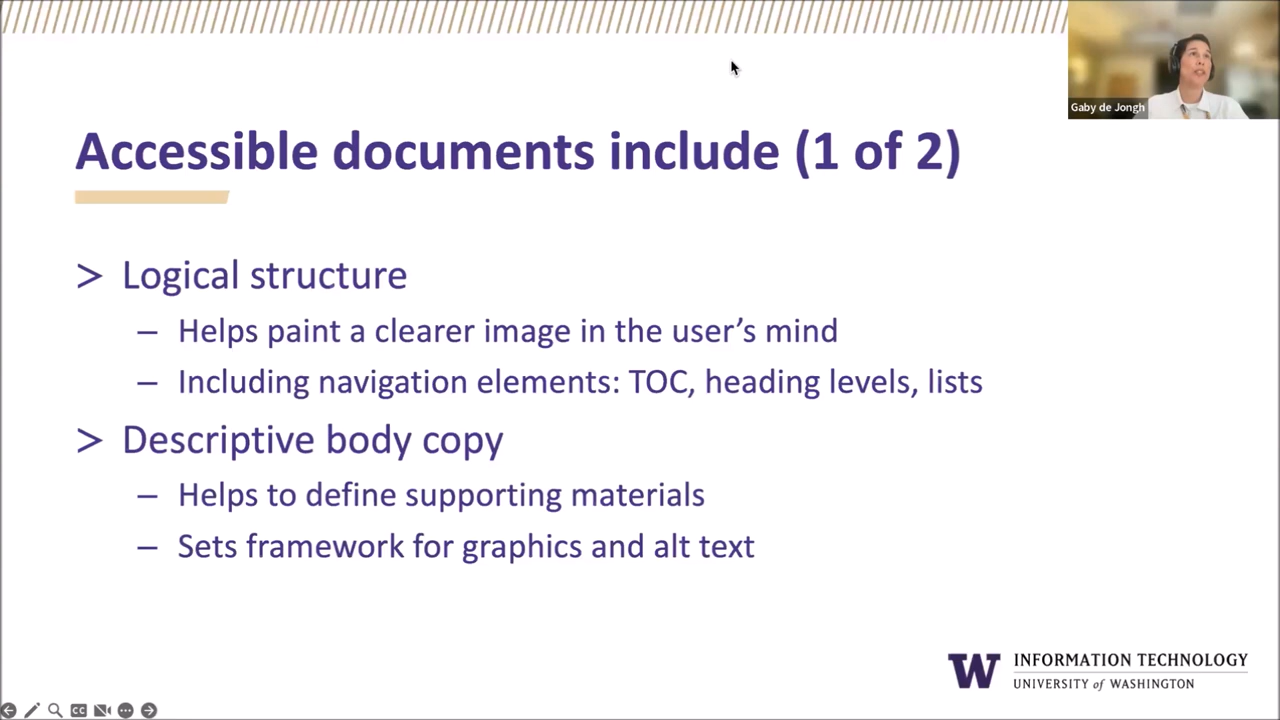 Gaby de Jongh
Accessible documents include (1 of 2)
> Logical structure
– Helps paint a clearer image in the user’s mind
– Including navigation elements: TOC, heading levels, lists
> Descriptive body copy
– Helps to define supporting materials
– Sets framework for graphics and alt text
W INFORMATION TECHNOLOGY
UNIVERSITY of WASHINGTON
CC